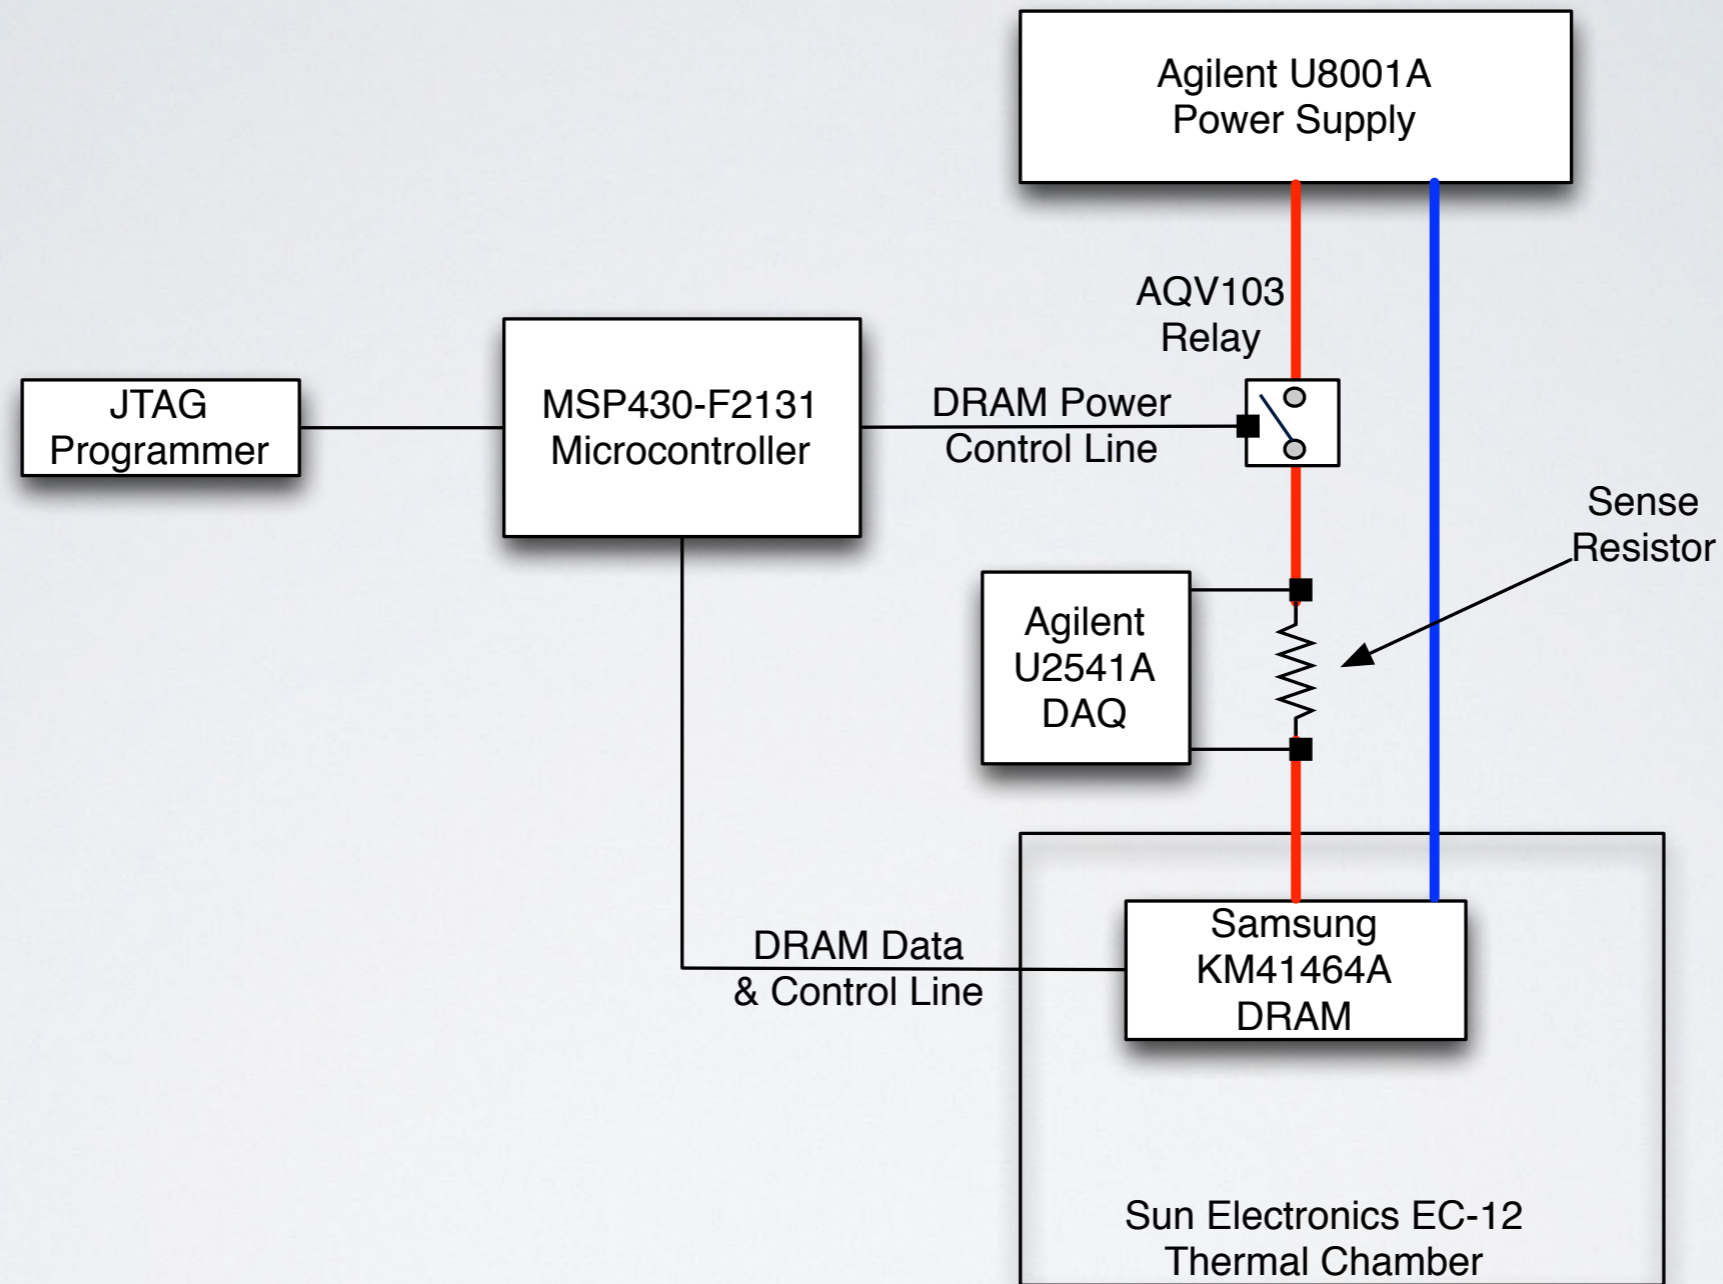 Agilent U8001A
Power Supply
AQV103
Relay
JTAG
Programmer
MSP430-F2131
Microcontroller
DRAM Power
Control Line
Sense
Resistor
Agilent
U2541A
DAQ
DRAM Data
& Control Line
Samsung
KM41464A
DRAM
Sun Electronics EC-12
Thermal Chamber